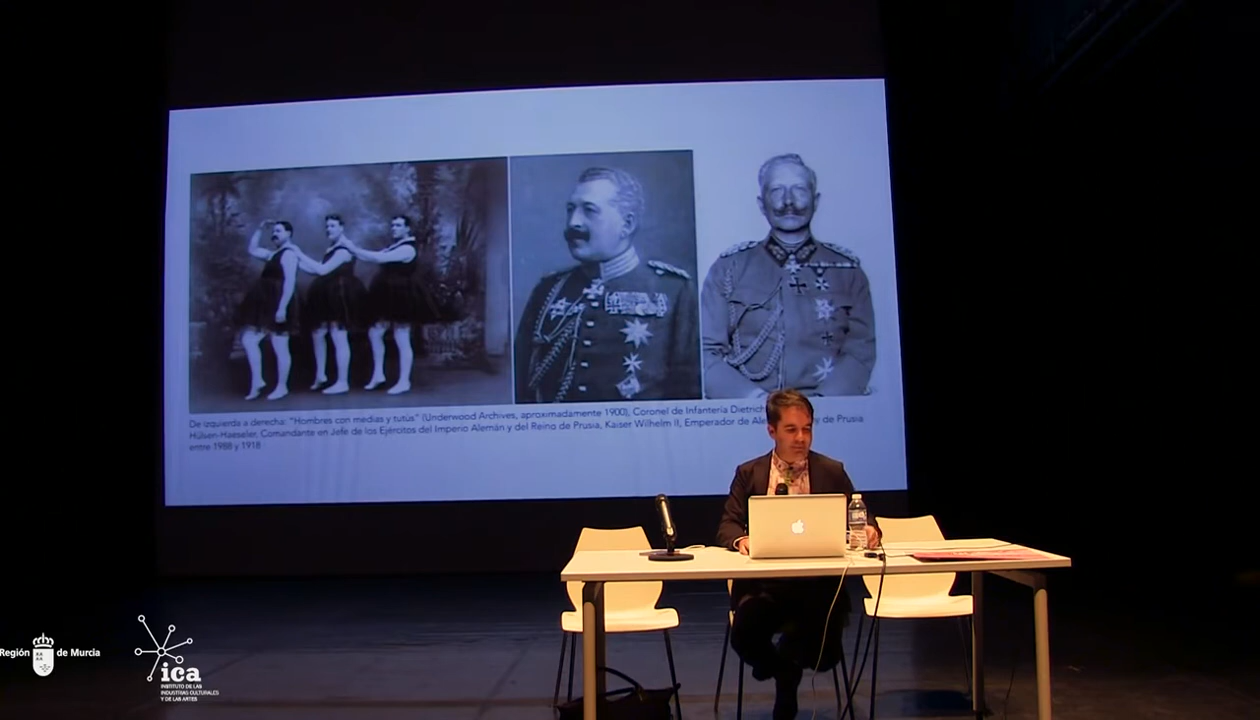 De izquierda a derecha: "Hombres con medias y tutús" (Underwood Archives, aproximadamente 1900), Coronel de Infantería Dietrich
Hülsen-Haeseler, Comandante en Jefe de los Ejércitos del Imperio Alemán y del Reino de Prusia, Kaiser Wilhelm II, Emperador de de Prusia
entre 1988 y 1918
Región de Murcia
ica
INSTITUTO DE LAS
INDUSTRIAS CULTURALES
Y DE LAS ARTES